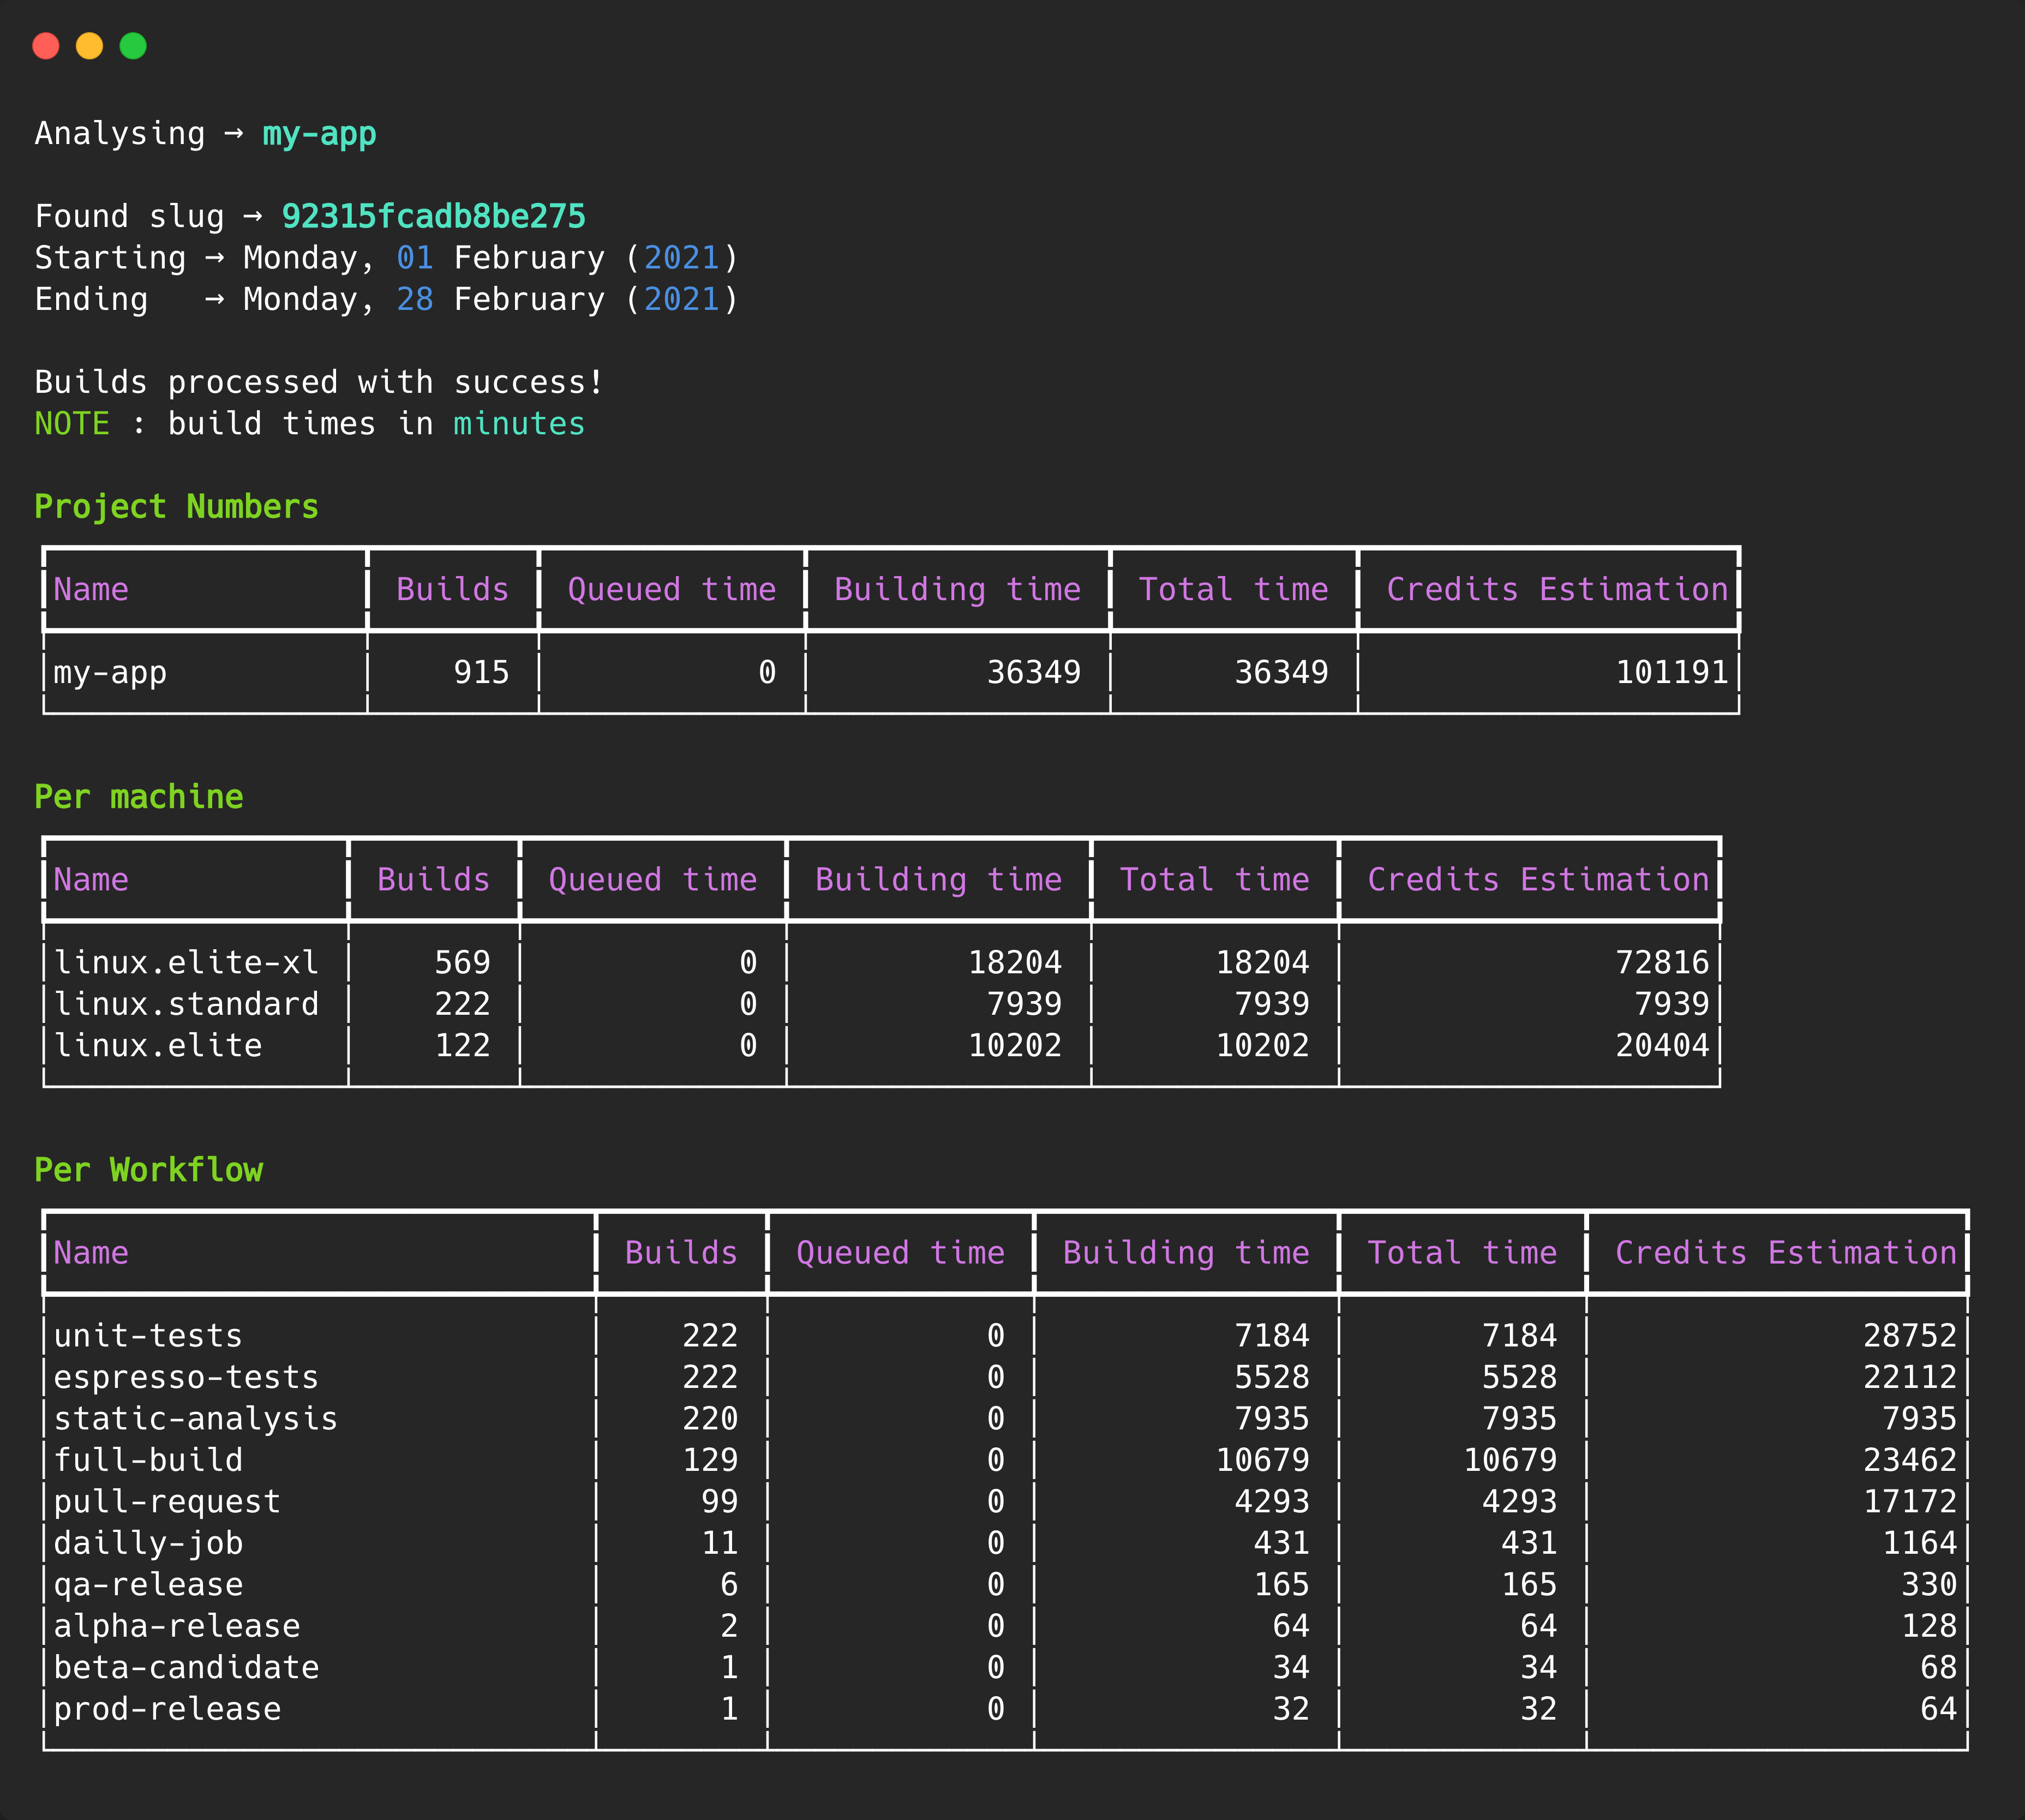 Analysing → my-app
Found slug → 92315fcadb8be275
Starting → Monday, 01 February (2021)
Ending → Monday, 28 February (2021)
Builds processed with success!
NOTE : build times in minutes
Project Numbers
Name Builds Queued time Building time Total time Credits Estimation
my-app 915 0 36349 36349 101191
Per machine
Name Builds Queued time Building time Total time Credits Estimation
linux.elite-xl 569 0 18204 18204 72816
linux.standard 222 0 7939 7939 7939
linux.elite 122 0 10202 10202 20404
Per Workflow
Name Builds Queued time Building time Total time Credits Estimation
unit-tests 222 0 7184 7184 28752
espresso-tests 222 0 5528 5528 22112
static-analysis 220 0 7935 7935 7935
full-build 129 0 10679 10679 23462
pull-request 99 0 4293 4293 17172
dailly-job 11 0 431 431 1164
qa-release 6 0 165 165 330
alpha-release 2 0 64 64 128
beta-candidate 1 0 34 34 68
prod-release 1 0 32 32 64